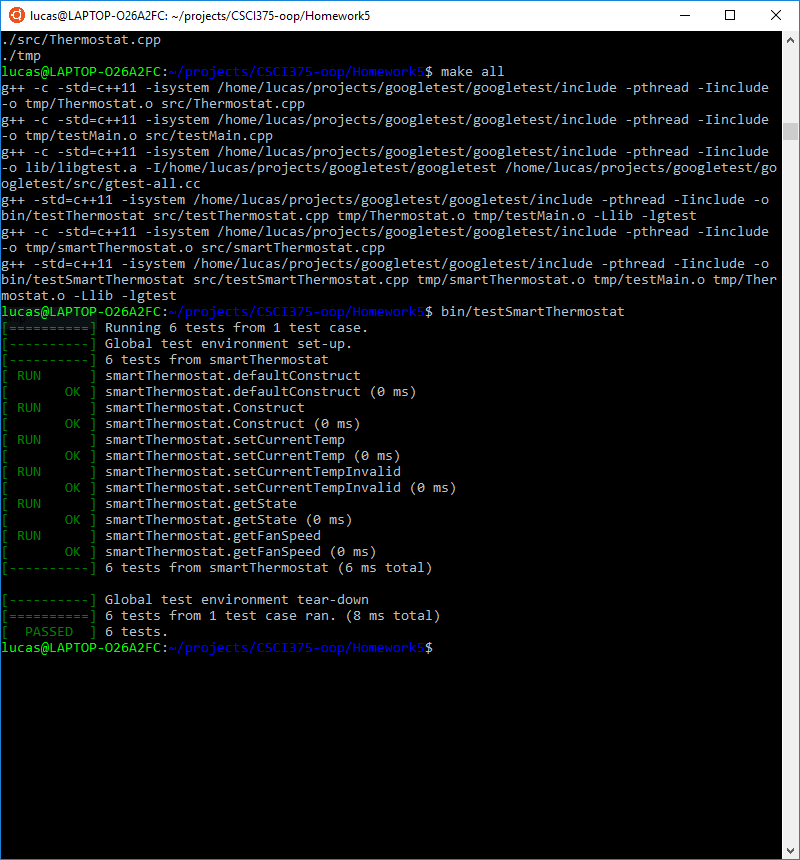 lucas@LAPTOP-O26A2FC: ~/projects/CSCI375-oop/Homework5
./src/Thermostat.cpp
./tmp
lucas@LAPTOP-O26A2FC:~/projects/CSCI375-oop/Homework5$ make all
g++ -c -std=c++11 -isystem /home/lucas/projects/googletest/googletest/include -pthread -Iinclude
-o tmp/Thermostat.o src/Thermostat.cpp
g++ -c -std=c++11 -isystem /home/lucas/projects/googletest/googletest/include -pthread -Iinclude
-o tmp/testMain.o src/testMain.cpp
g++ -c -std=c++11 -isystem /home/lucas/projects/googletest/googletest/include -pthread -Iinclude
-o lib/libgtest.a -I/home/lucas/projects/googletest/googletest /home/lucas/projects/googletest/go
ogletest/src/gtest-all.cc
g++ -std=c++11 -isystem /home/lucas/projects/googletest/googletest/include -pthread -Iinclude -o
bin/testThermostat src/testThermostat.cpp tmp/Thermostat.o tmp/testMain.o -Llib -lgtest
g++ -c -std=c++11 -isystem /home/lucas/projects/googletest/googletest/include -pthread -Iinclude
-o tmp/smartThermostat.o src/smartThermostat.cpp
g++ -std=c++11 -isystem /home/lucas/projects/googletest/googletest/include -pthread -Iinclude -o
bin/testSmartThermostat src/testSmartThermostat.cpp tmp/smartThermostat.o tmp/testMain.o tmp/Ther
mostat.o -Llib -lgtest
lucas@LAPTOP-O26A2FC:~/projects/CSCI375-oop/Homework5$ bin/testSmartThermostat
[==========] Running 6 tests from 1 test case.
[----------] Global test environment set-up.
[----------] 6 tests from smartThermostat
[ RUN      ] smartThermostat.defaultConstruct
[       OK ] smartThermostat.defaultConstruct (0 ms)
[ RUN      ] smartThermostat.Construct
[       OK ] smartThermostat.Construct (0 ms)
[ RUN      ] smartThermostat.setCurrentTemp
[       OK ] smartThermostat.setCurrentTemp (0 ms)
[ RUN      ] smartThermostat.setCurrentTempInvalid
[       OK ] smartThermostat.setCurrentTempInvalid (0 ms)
[ RUN      ] smartThermostat.getState
[       OK ] smartThermostat.getState (0 ms)
[ RUN      ] smartThermostat.getFanSpeed
[       OK ] smartThermostat.getFanSpeed (0 ms)
[----------] 6 tests from smartThermostat (6 ms total)
[----------] Global test environment tear-down
[==========] 6 tests from 1 test case ran. (8 ms total)
[  PASSED  ] 6 tests.
lucas@LAPTOP-O26A2FC:~/projects/CSCI375-oop/Homework5$